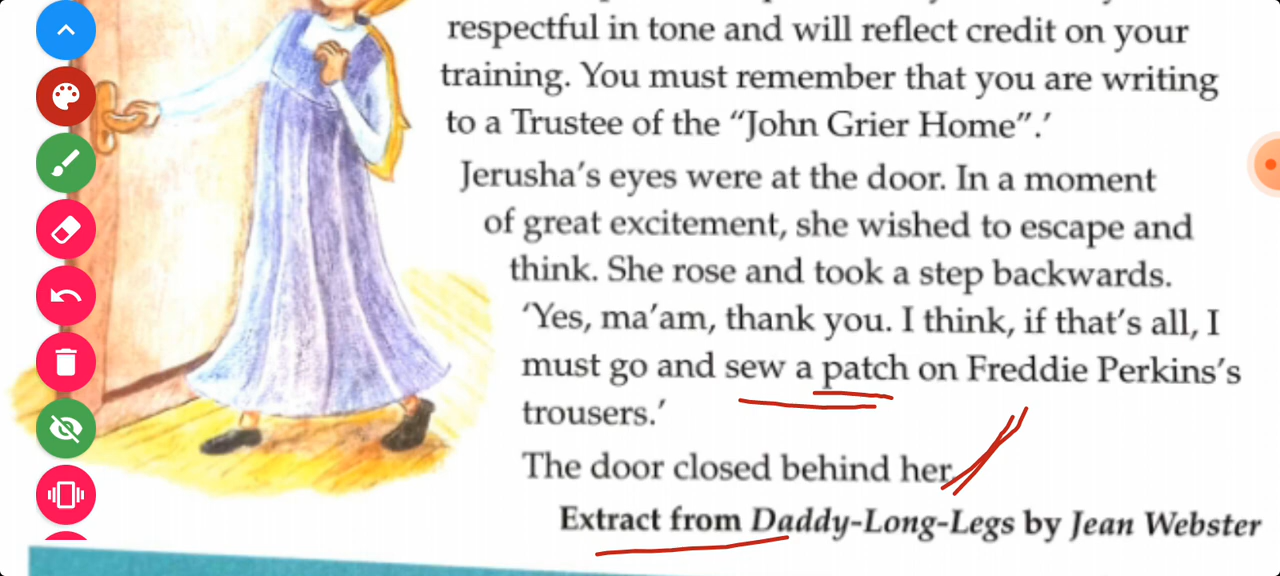 respectful in tone and will reflect credit on your
training. You must remember that you are writing
to a Trustee of the “John Grier Home”.’
Jerusha’s eyes were at the door. In a moment
of great excitement, she wished to escape and
think. She rose and took a step backwards.
‘Yes, ma’am, thank you. I think, if that’s all, I
must go and sew a patch on Freddie Perkins’s
trousers.’
The door closed behind her.
Extract from Daddy-Long-Legs by Jean Webster